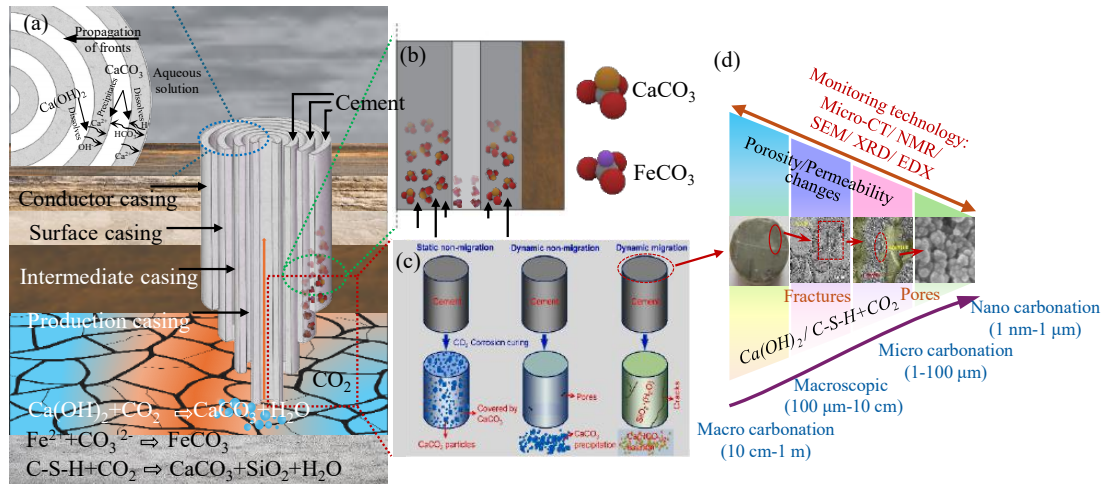 (a)
Propagation
of fronts
CaCO₃
Aqueous
solution
Ca(OH)₂
Precipitates
Dissolves
Dissolves
Ca²⁺
HCO₃⁻
H⁺
OH⁻
Ca²⁺
Cement
Conductor casing
Surface casing
Intermediate casing
Production casing
CO₂
Ca(OH)₂+CO₂ ⇒CaCO₃+H₂O
Fe²⁺+CO₃²⁻ ⇒ FeCO₃
C-S-H+CO₂ ⇒ CaCO₃+SiO₂+H₂O
(b)
CaCO₃
FeCO₃
(c)
Static non-migration
Dynamic non-migration
Dynamic migration
Cement
Cement
Cement
CO₂ Corrosion curing
Pores
SiO₂·(H₂O)
Cracks
Covered by
CaCO₃
CaCO₃ particles
CaCO₃
precipitation
(d)
Monitoring technology:
Micro-CT/ NMR/
SEM/ XRD/ EDX
Porosity/Permeability
changes
Fractures
Pores
Ca(OH)₂/ C-S-H+CO₂
Nano carbonation
(1 nm-1 μm)
Micro carbonation
(1-100 μm)
Macroscopic
(100 μm-10 cm)
Macro carbonation
(10 cm-1 m)